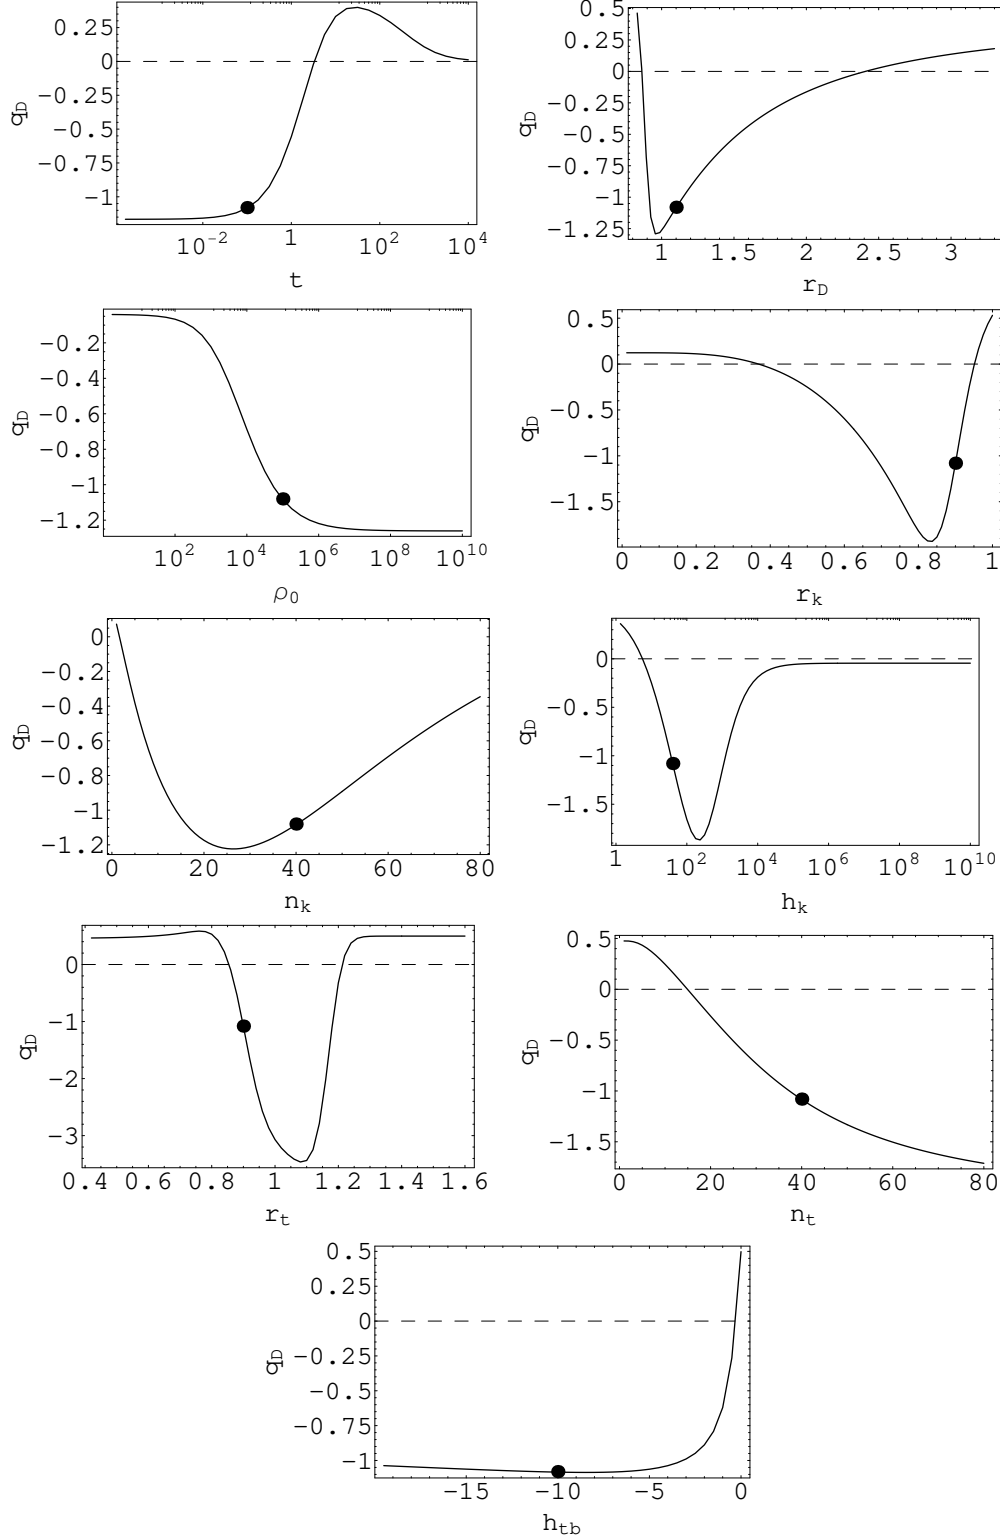 0.25
0
−0.25
−0.5
−0.75
−1
q_D
10^−2 1 10^2 10^4
t
0.5
0.25
0
−0.25
−0.5
−0.75
−1
−1.25
q_D
1 1.5 2 2.5 3
r_D
−0.2
−0.4
−0.6
−0.8
−1
−1.2
q_D
10^2 10^4 10^6 10^8 10^10
ρ_0
0.5
0
−0.5
−1
−1.5
q_D
0 0.2 0.4 0.6 0.8 1
r_k
0
−0.2
−0.4
−0.6
−0.8
−1
−1.2
q_D
0 20 40 60 80
n_k
0
−0.5
−1
−1.5
q_D
1 10^2 10^4 10^6 10^8 10^10
h_k
0
−1
−2
−3
q_D
0.4 0.6 0.8 1 1.2 1.4 1.6
r_t
0.5
0
−0.5
−1
−1.5
q_D
0 20 40 60 80
n_t
0.5
0.25
0
−0.25
−0.5
−0.75
−1
q_D
−15 −10 −5 0
h_tb